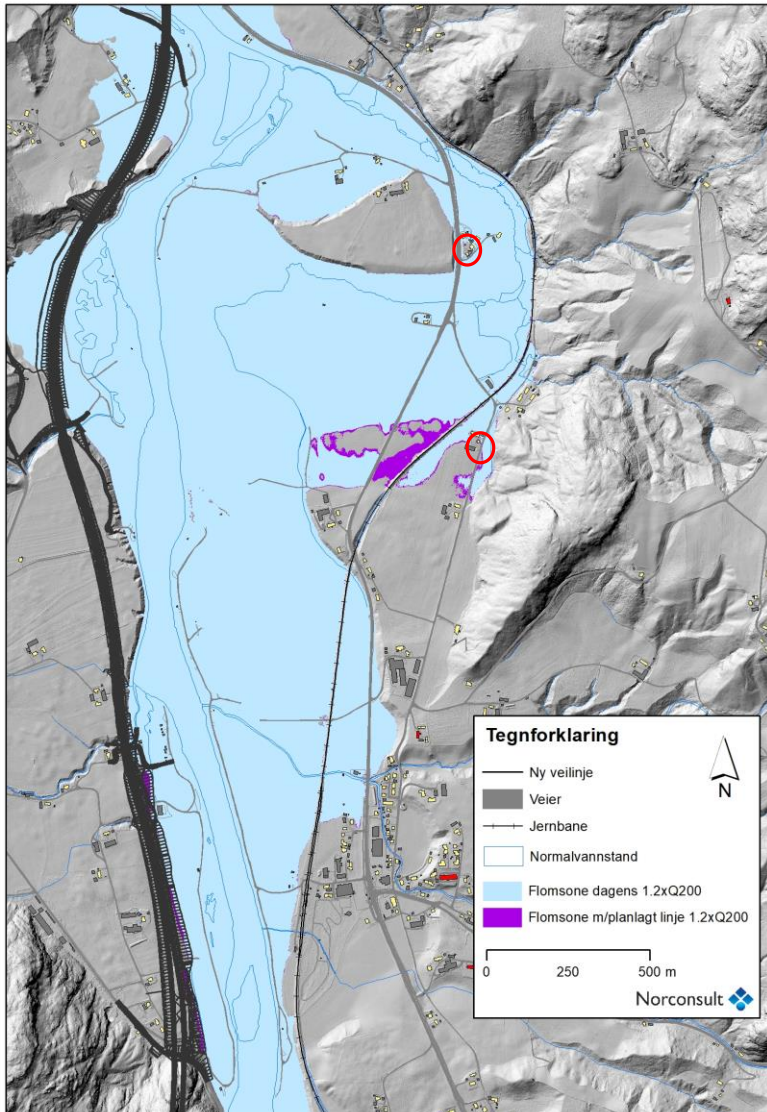 Tegnforklaring
Ny veilinje
Veier
Jernbane
Normalvannstand
Flomsone dagens 1.2xQ200
Flomsone m/planlagt linje 1.2xQ200
N
0 250 500 m
Norconsult